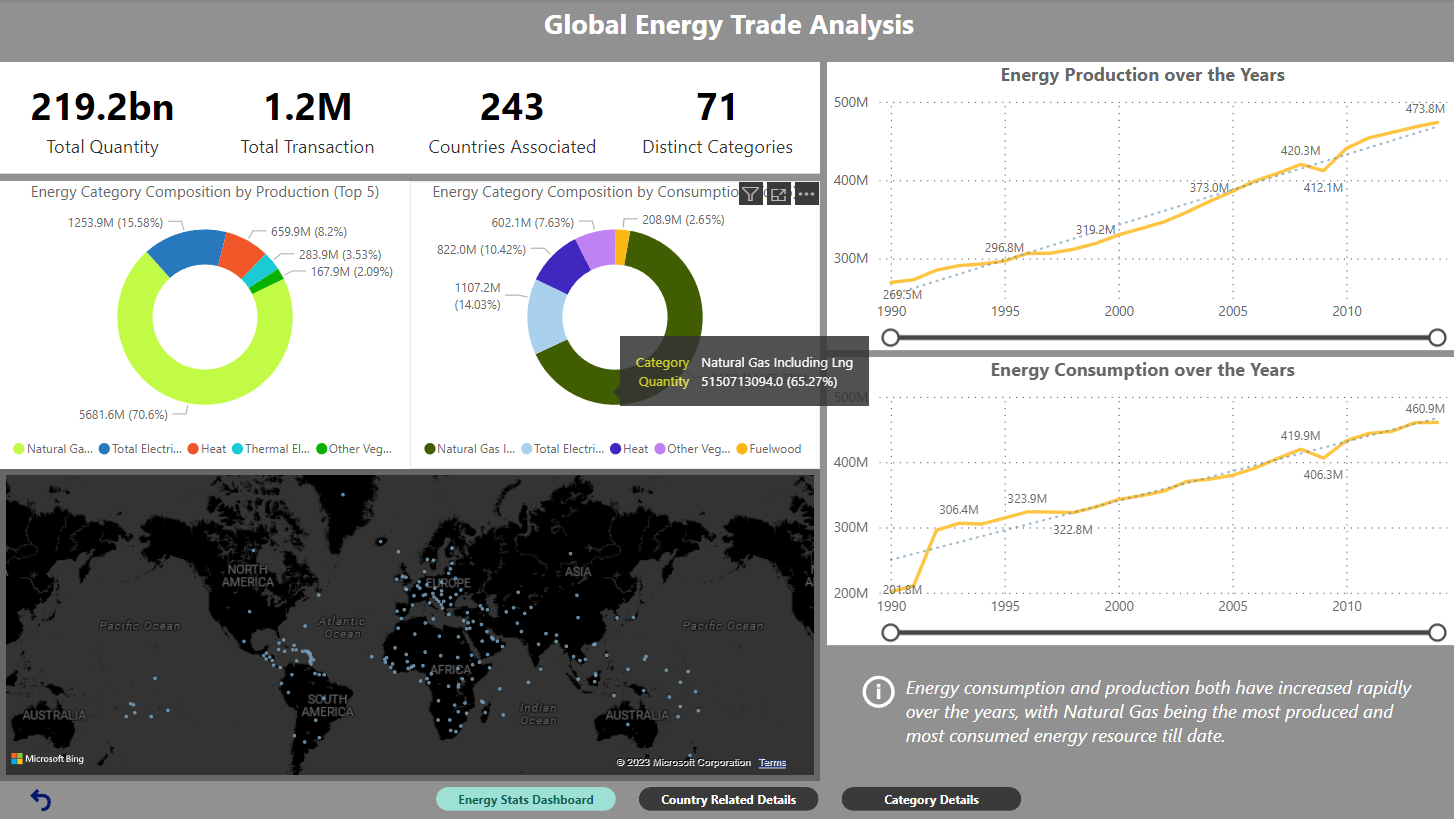 Global Energy Trade Analysis
219.2bn
Total Quantity
1.2M
Total Transaction
243
Countries Associated
71
Distinct Categories
Energy Category Composition by Production (Top 5)
1253.9M (15.58%)
659.9M (8.2%)
283.9M (3.53%)
167.9M (2.09%)
5681.6M (70.6%)
Natural Ga... Total Electri... Heat Thermal El... Other Veg...
Energy Category Composition by Consumptio
602.1M (7.63%)
208.9M (2.65%)
822.0M (10.42%)
1107.2M
(14.03%)
Category Natural Gas Including Lng
Quantity 5150713094.0 (65.27%)
Natural Gas I... Total Electri... Heat Other Veg... Fuelwood
Energy Production over the Years
500M
400M
300M
269.5M
296.8M
319.2M
373.0M
420.3M
412.1M
473.8M
1990 1995 2000 2005 2010
Energy Consumption over the Years
500M
400M
300M
200M
201.8M
306.4M
323.9M
322.8M
419.9M
406.3M
460.9M
1990 1995 2000 2005 2010
NORTH
AMERICA
EUROPE
ASIA
Pacific Ocean
Atlantic
Ocean
Pacific Ocean
AFRICA
SOUTH
AMERICA
Indian
Ocean
AUSTRALIA
AUSTRALIA
A
Microsoft Bing
© 2023 Microsoft Corporation Terms
Energy consumption and production both have increased rapidly
over the years, with Natural Gas being the most produced and
most consumed energy resource till date.
Energy Stats Dashboard
Country Related Details
Category Details